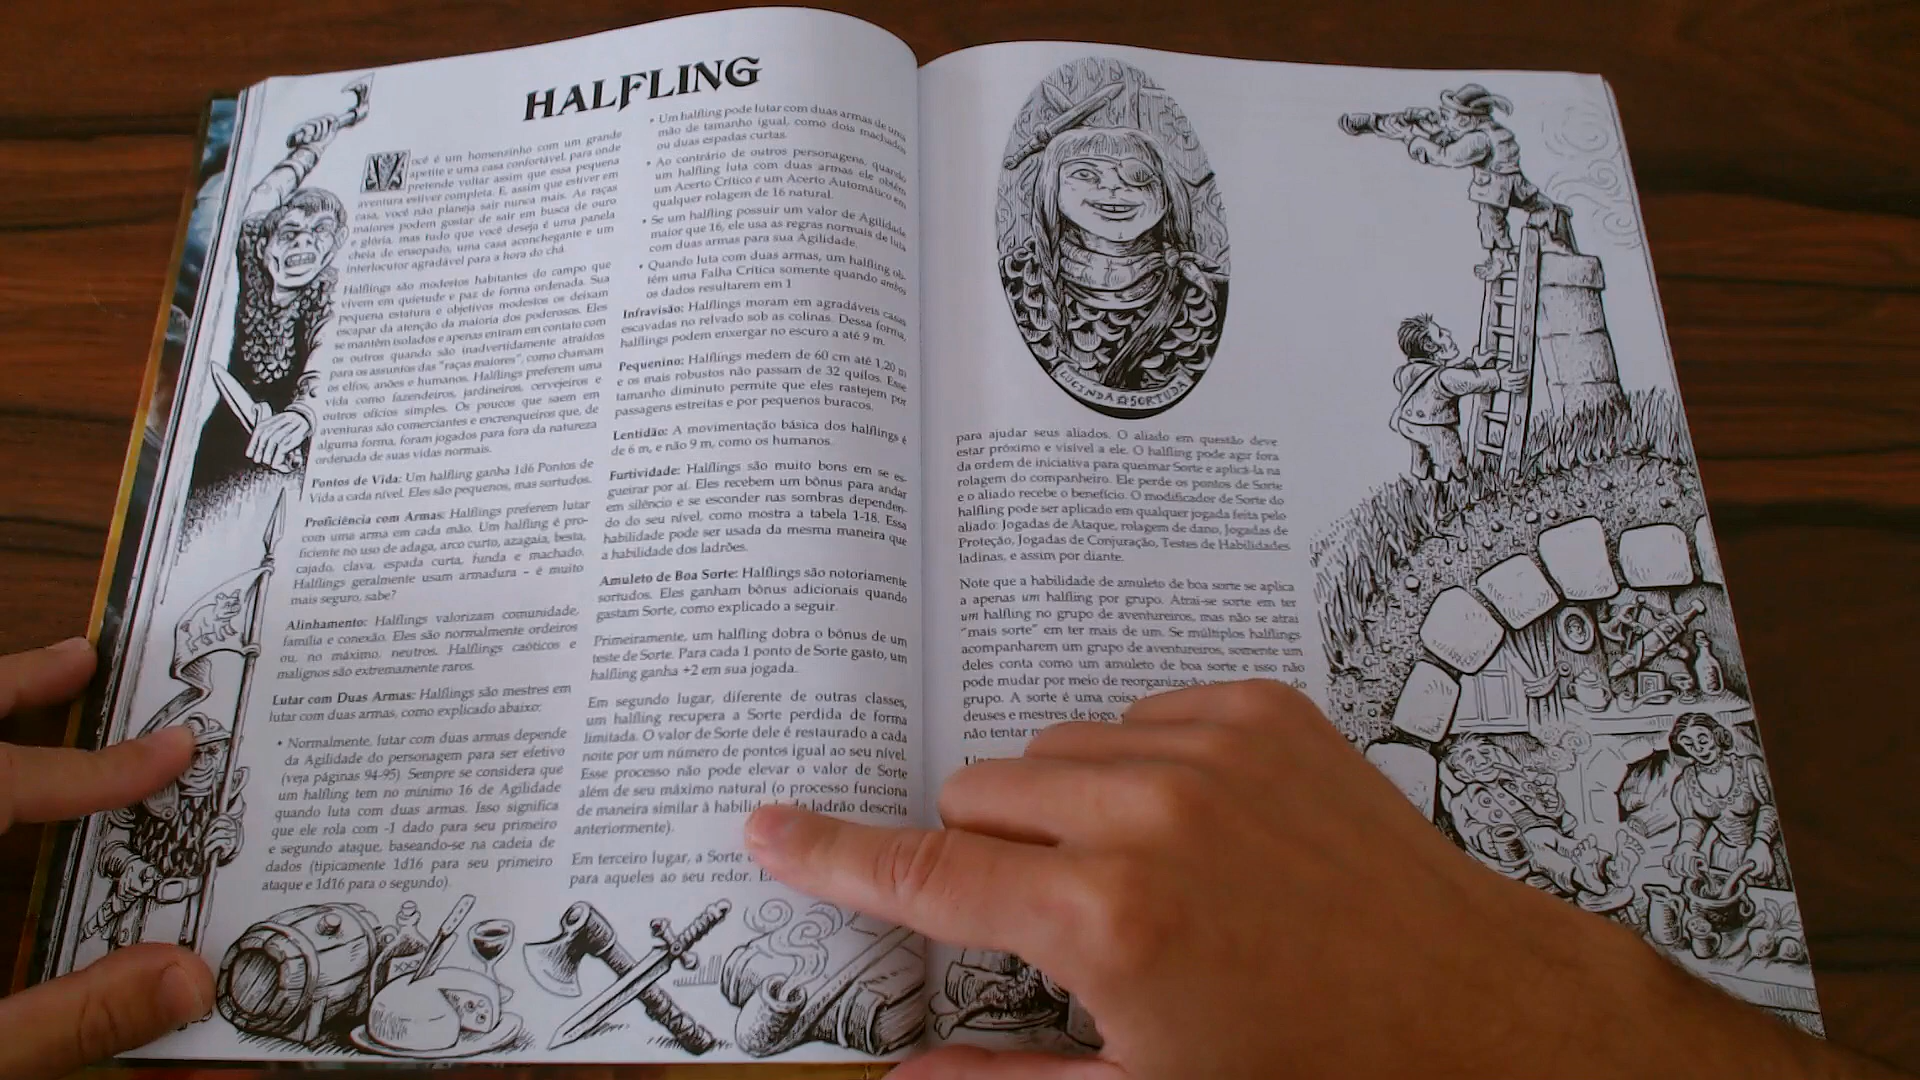 HALFLING
Você é um homenzinho com um grande
apetite e uma casa confortável, para onde
pretende voltar assim que essa pequena
aventura estiver completa. E, assim que estiver em
casa, você não planeja sair nunca mais. As raças
maiores podem gostar de sair em busca de ouro
e glória, mas tudo que você deseja é uma panela
cheia de ensopado, uma casa aconchegante e um
interlocutor agradável para a hora do chá.
Halflings são modestos habitantes do campo que
vivem em quietude e paz de forma ordenada. Sua
pequena estatura e objetivos modestos os deixam
escapar da atenção da maioria dos poderosos. Eles
se mantêm isolados e apenas entram em contato com
os outros quando são inadvertidamente atraídos
para os assuntos das "raças maiores", como chamam
os elfos, anões e humanos. Halflings preferem uma
vida como fazendeiros, jardineiros, cervejeiros e
outros ofícios simples. Os poucos que saem em
aventuras são comerciantes e encrenqueiros que, de
alguma forma, foram jogados para fora da natureza
ordenada de suas vidas normais.
Pontos de Vida: Um halfling ganha 1d6 Pontos de
Vida a cada nível. Eles são pequenos, mas sortudos.
Proficiência com Armas: Halflings preferem lutar
com uma arma em cada mão. Um halfling é pro-
ficiente no uso de adaga, arco curto, azagaia, besta,
cajado, clava, espada curta, funda e machado.
Halflings geralmente usam armadura – é muito
mais seguro, sabe?
Alinhamento: Halflings valorizam comunidade,
família e conexão. Eles são normalmente ordeiros
ou, no máximo, neutros. Halflings caóticos e
malignos são extremamente raros.
Lutar com Duas Armas: Halflings são mestres em
lutar com duas armas, como explicado abaixo:
• Normalmente, lutar com duas armas depende
da Agilidade do personagem para ser efetivo
(veja páginas 94-95). Sempre se considera que
um halfling tem no mínimo 16 de Agilidade
quando luta com duas armas. Isso significa
que ele rola com -1 dado para seu primeiro
e segundo ataque, baseando-se na cadeia de
dados (tipicamente 1d16 para seu primeiro
ataque e 1d16 para o segundo).
• Um halfling pode lutar com duas armas de uma
mão de tamanho igual, como dois machados
ou duas espadas curtas.
• Ao contrário de outros personagens, quando
um halfling luta com duas armas ele obtém
um Acerto Crítico e um Acerto Automático em
qualquer rolagem de 16 natural.
• Se um halfling possuir um valor de Agilidade
maior que 16, ele usa as regras normais de luta
com duas armas para sua Agilidade.
• Quando luta com duas armas, um halfling ob-
têm uma Falha Crítica somente quando ambos
os dados resultarem em 1
Infravisão: Halflings moram em agradáveis casas
escavadas no relvado sob as colinas. Dessa forma,
halflings podem enxergar no escuro a até 9 m.
Pequenino: Halflings medem de 60 cm até 1,20 m
e os mais robustos não passam de 32 quilos. Esse
tamanho diminuto permite que eles rastejem por
passagens estreitas e por pequenos buracos.
Lentidão: A movimentação básica dos halflings é
de 6 m, e não 9 m, como os humanos.
Furtividade: Halflings são muito bons em se es-
gueirar por aí. Eles recebem um bônus para andar
em silêncio e se esconder nas sombras dependen-
do do seu nível, como mostra a tabela 1-18. Essa
habilidade pode ser usada da mesma maneira que
a habilidade dos ladrões.
Amuleto de Boa Sorte: Halflings são notoriamente
sortudos. Eles ganham bônus adicionais quando
gastam Sorte, como explicado a seguir.
Primeiramente, um halfling dobra o bônus de um
teste de Sorte. Para cada 1 ponto de Sorte gasto, um
halfling ganha +2 em sua jogada.
Em segundo lugar, diferente de outras classes,
um halfling recupera a Sorte perdida de forma
limitada. O valor de Sorte dele é restaurado a cada
noite por um número de pontos igual ao seu nível.
Esse processo não pode elevar o valor de Sorte
além de seu máximo natural (o processo funciona
de maneira similar à ladrão descrita
anteriormente).
Em terceiro lugar, a Sorte
para aqueles ao seu redor.
LUCINDA SORTUDA
para ajudar seus aliados. O aliado em questão deve
estar próximo e visível a ele. O halfling pode agir fora
da ordem de iniciativa para queimar Sorte e aplicá-la na
rolagem do companheiro. Ele perde os pontos de Sorte
e o aliado recebe o benefício. O modificador de Sorte do
halfling pode ser aplicado em qualquer jogada feita pelo
aliado: Jogadas de Ataque, rolagem de dano, Jogadas de
Proteção, Jogadas de Conjuração, Testes de Habilidades
ladinas, e assim por diante.
Note que a habilidade de amuleto de boa sorte se aplica
a apenas um halfling por grupo. Atrai-se sorte em ter
um halfling no grupo de aventureiros, mas não se atrai
"mais sorte" em ter mais de um. Se múltiplos halflings
acompanharem um grupo de aventureiros, somente um
deles conta como um amuleto de boa sorte e isso não
pode mudar por meio de do
grupo. A sorte é uma coisa
deuses e mestres de jogo,
não tentar
XXX